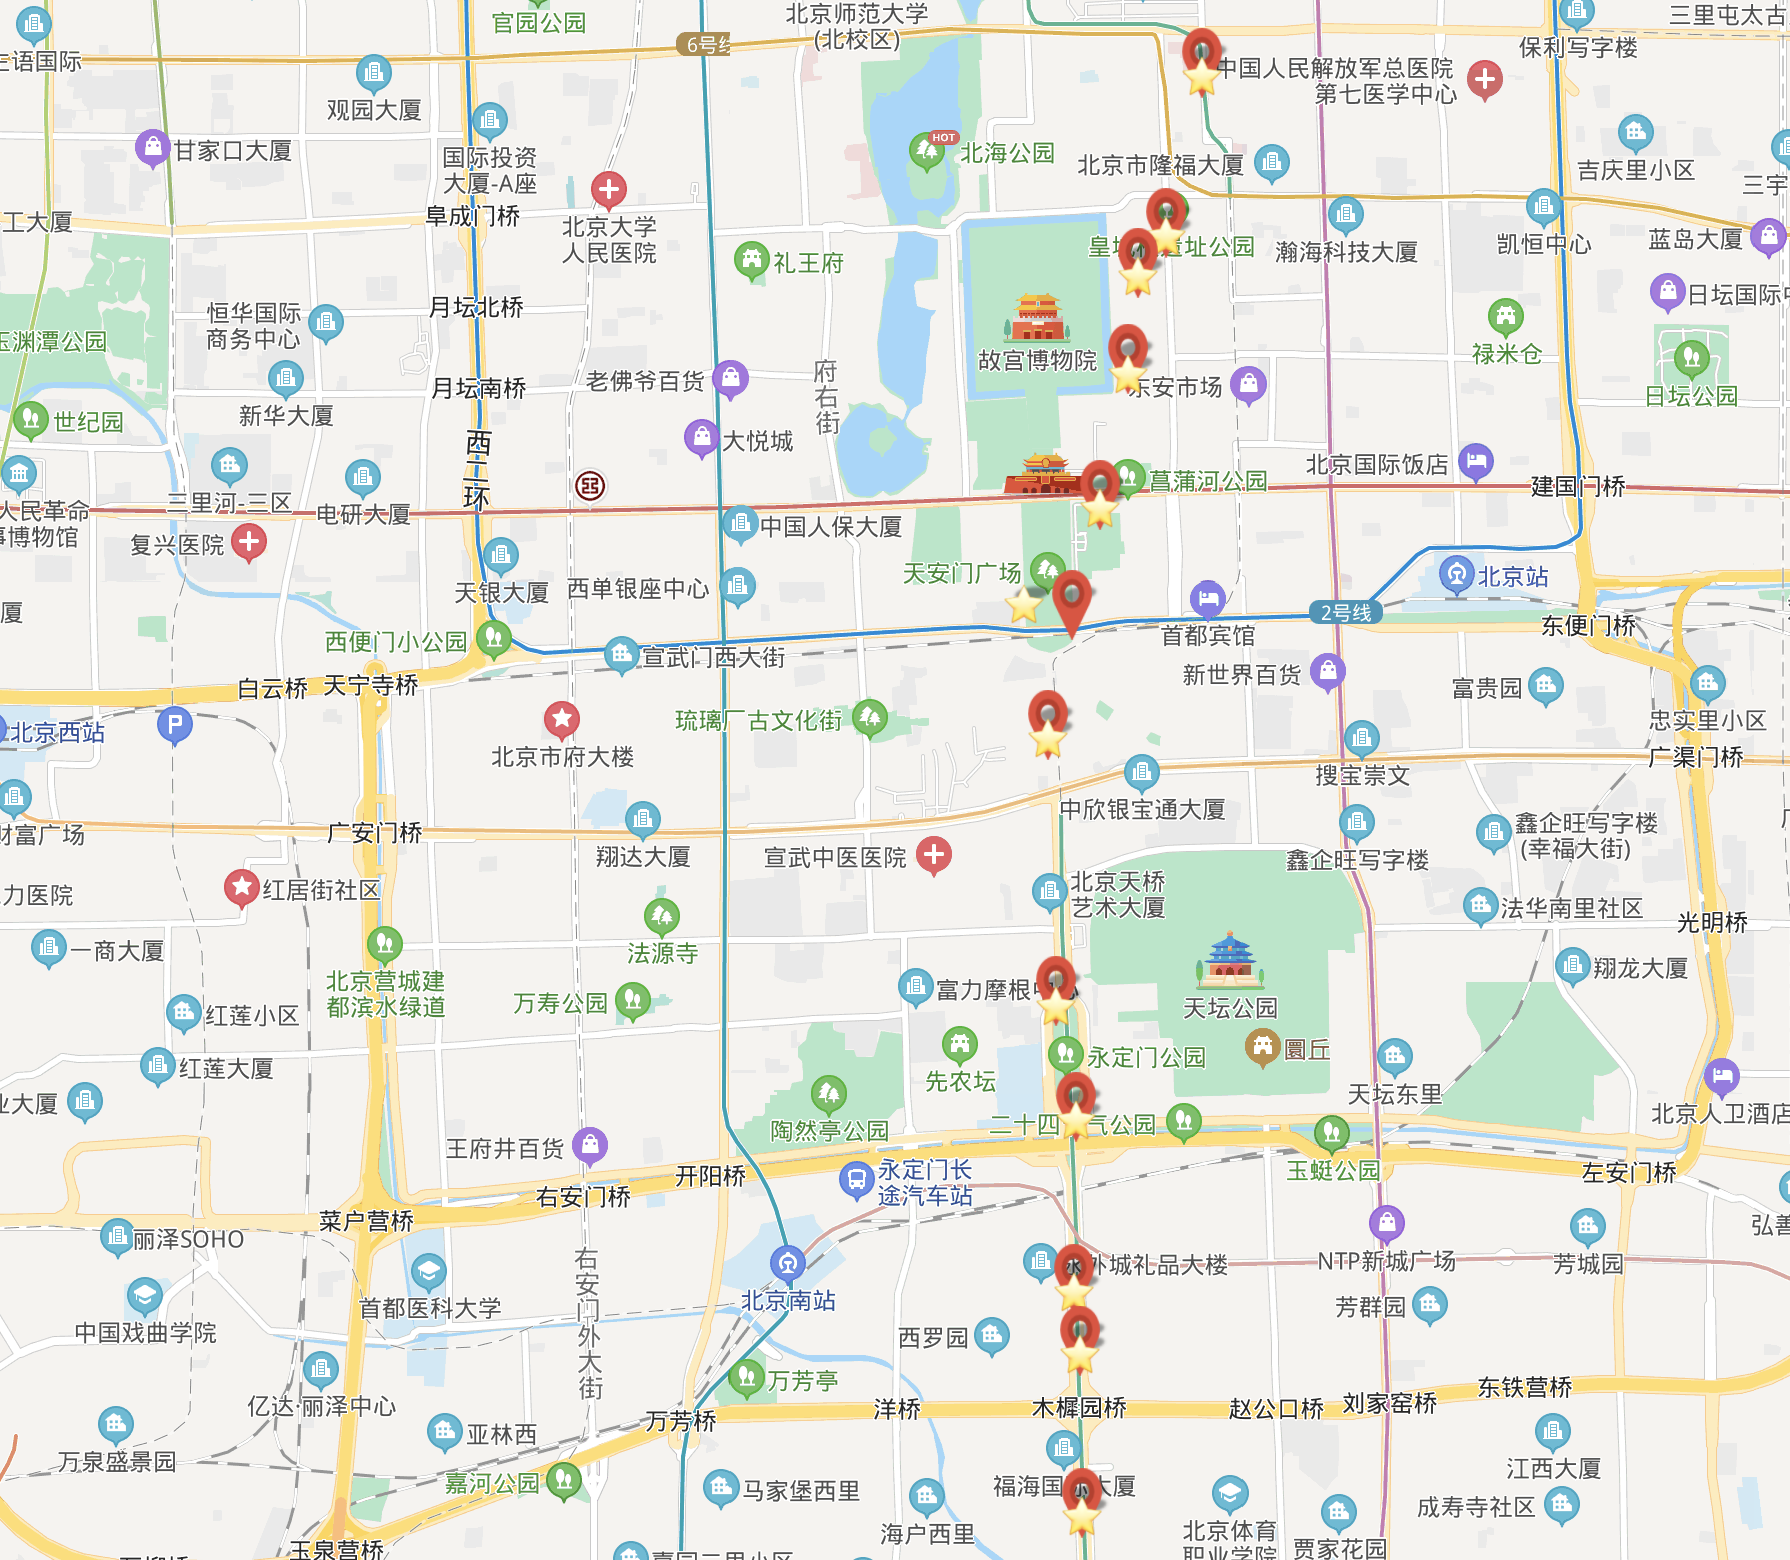 官园公园
北京师范大学
(北校区)
三里屯太古
保利写字楼
6号线
观园大厦
中国人民解放军总医院
第七医学中心
甘家口大厦
国际投资
大厦-A座
HOT
北海公园
北京市隆福大厦
吉庆里小区
工大厦
阜成门桥
北京大学
人民医院
礼王府
瀚海科技大厦
凯恒中心
蓝岛大厦
恒华国际
商务中心
月坛北桥
日坛国际
玉渊潭公园
故宫博物院
禄米仓
老佛爷百货
府右街
月坛南桥
东安市场
日坛公园
新华大厦
世纪园
大悦城
西二环
北京国际饭店
菖蒲河公园
建国门桥
三里河-三区
电研大厦
人民革命
事博物馆
复兴医院
中国人保大厦
天安门广场
天银大厦
西单银座中心
北京站
2号线
厦
首都宾馆
东便门桥
西便门小公园
宣武门西大街
白云桥
天宁寺桥
新世界百货
富贵园
忠实里小区
北京西站
P
琉璃厂古文化街
北京市府大楼
搜宝崇文
广渠门桥
中欣银宝通大厦
财富广场
广安门桥
翔达大厦
宣武中医医院
鑫企旺写字楼
鑫企旺写字楼
(幸福大街)
力医院
红居街社区
北京天桥
艺术大厦
法华南里社区
光明桥
一商大厦
法源寺
翔龙大厦
北京营城建
都滨水绿道
万寿公园
天坛公园
红莲小区
圜丘
永定门公园
红莲大厦
先农坛
天坛东里
业大厦
北京人卫酒店
陶然亭公园
王府井百货
玉蜓公园
左安门桥
开阳桥
永定门长
途汽车站
右安门桥
菜户营桥
丽泽SOHO
右安门外大街
NTP新城广场
芳城园
弘善
首都医科大学
北京南站
芳群园
中国戏曲学院
西罗园
万芳亭
亿达·丽泽中心
万芳桥
洋桥
木樨园桥
赵公口桥
刘家窑桥
东铁营桥
亚林西
万泉盛景园
江西大厦
嘉河公园
马家堡西里
成寿寺社区
海户西里
北京体育
职业学院
贾家花园
玉泉营桥